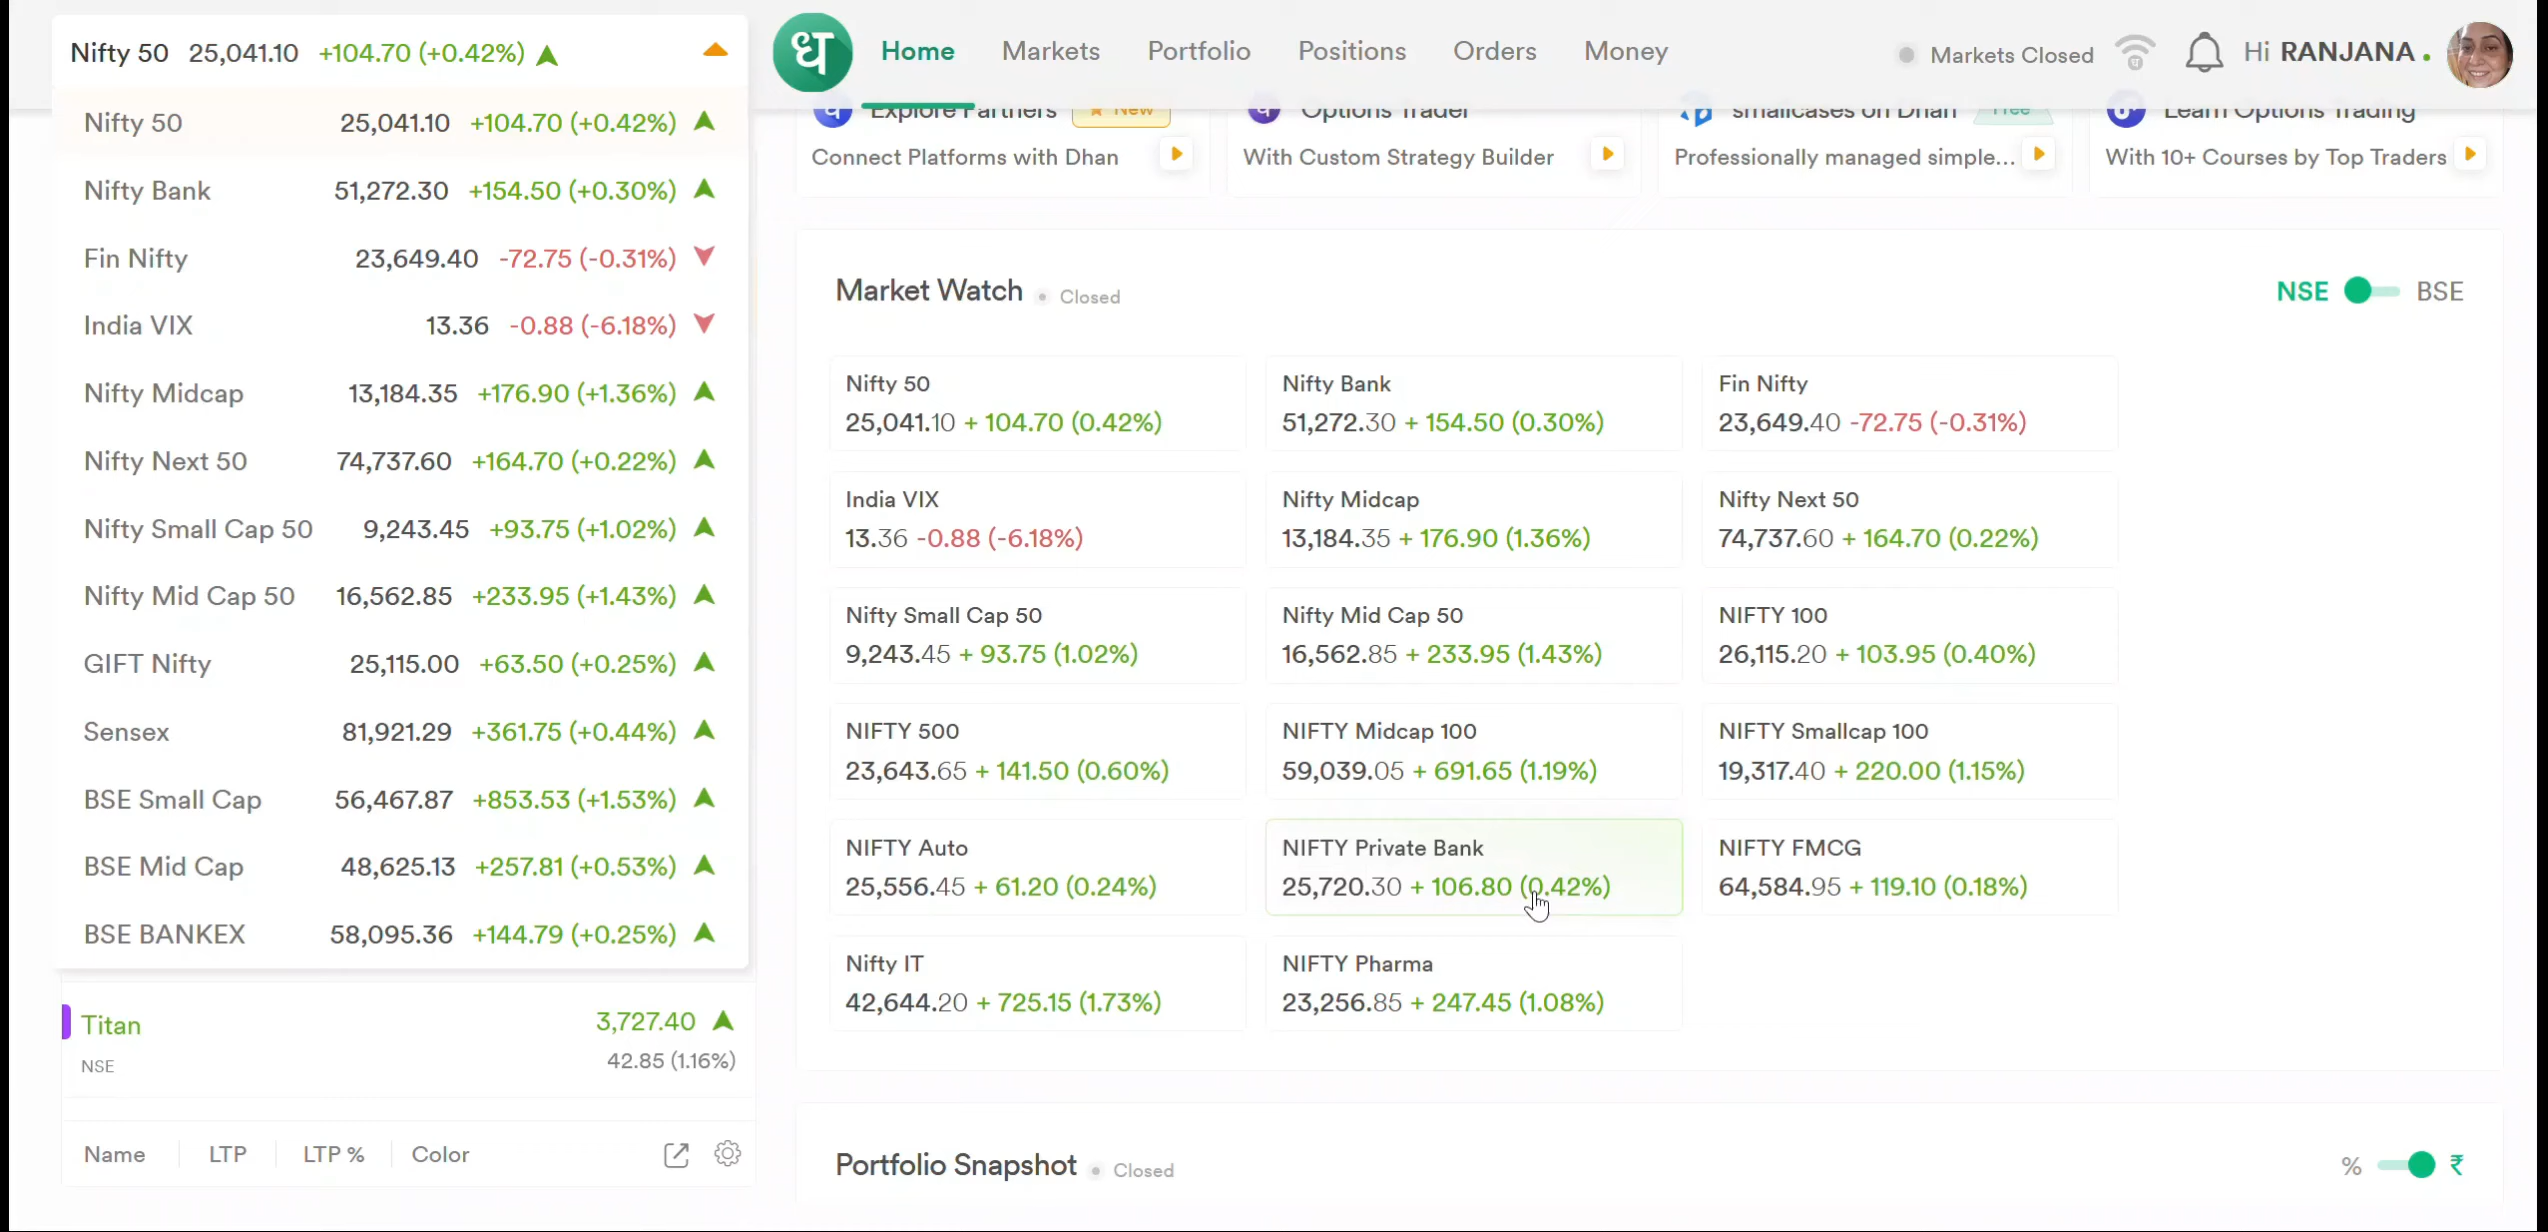 Nifty 50 25,041.10 +104.70 (+0.42%)
Nifty 50 25,041.10 +104.70 (+0.42%)
Nifty Bank 51,272.30 +154.50 (+0.30%)
Fin Nifty 23,649.40 -72.75 (-0.31%)
India VIX 13.36 -0.88 (-6.18%)
Nifty Midcap 13,184.35 +176.90 (+1.36%)
Nifty Next 50 74,737.60 +164.70 (+0.22%)
Nifty Small Cap 50 9,243.45 +93.75 (+1.02%)
Nifty Mid Cap 50 16,562.85 +233.95 (+1.43%)
GIFT Nifty 25,115.00 +63.50 (+0.25%)
Sensex 81,921.29 +361.75 (+0.44%)
BSE Small Cap 56,467.87 +853.53 (+1.53%)
BSE Mid Cap 48,625.13 +257.81 (+0.53%)
BSE BANKEX 58,095.36 +144.79 (+0.25%)
Titan 3,727.40
NSE 42.85 (1.16%)
Name LTP LTP % Color
ध Home Markets Portfolio Positions Orders Money Markets Closed Hi RANJANA
Explore Partners New Options Trader smallcases on Dhan Free Learn Options Trading
Connect Platforms with Dhan With Custom Strategy Builder Professionally managed simple... With 10+ Courses by Top Traders
Market Watch Closed NSE BSE
Nifty 50 Nifty Bank Fin Nifty
25,041.10 + 104.70 (0.42%) 51,272.30 + 154.50 (0.30%) 23,649.40 -72.75 (-0.31%)
India VIX Nifty Midcap Nifty Next 50
13.36 -0.88 (-6.18%) 13,184.35 + 176.90 (1.36%) 74,737.60 + 164.70 (0.22%)
Nifty Small Cap 50 Nifty Mid Cap 50 NIFTY 100
9,243.45 + 93.75 (1.02%) 16,562.85 + 233.95 (1.43%) 26,115.20 + 103.95 (0.40%)
NIFTY 500 NIFTY Midcap 100 NIFTY Smallcap 100
23,643.65 + 141.50 (0.60%) 59,039.05 + 691.65 (1.19%) 19,317.40 + 220.00 (1.15%)
NIFTY Auto NIFTY Private Bank NIFTY FMCG
25,556.45 + 61.20 (0.24%) 25,720.30 + 106.80 (0.42%) 64,584.95 + 119.10 (0.18%)
Nifty IT NIFTY Pharma
42,644.20 + 725.15 (1.73%) 23,256.85 + 247.45 (1.08%)
Portfolio Snapshot Closed % ₹